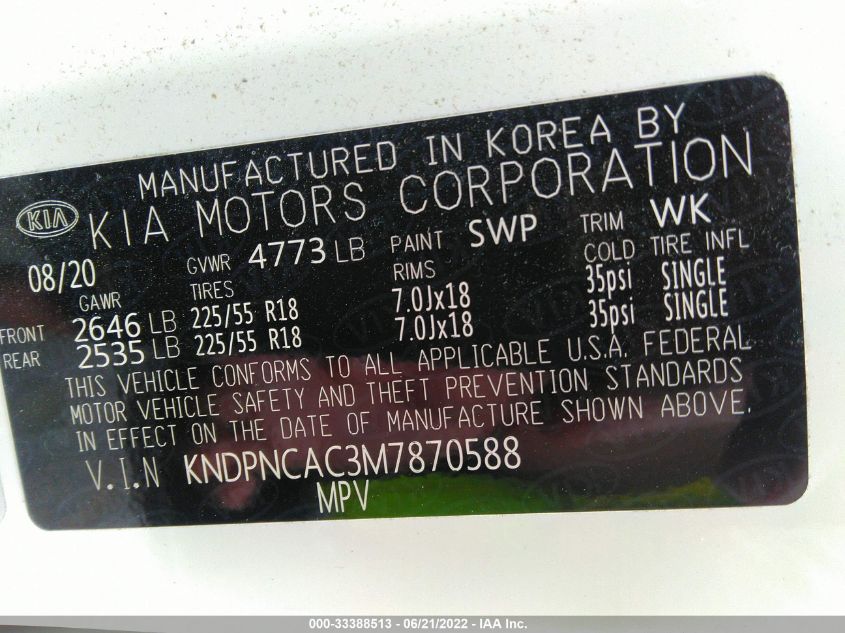 MANUFACTURED IN KOREA BY
KIA KIA MOTORS CORPORATION
08/20 GVWR 4773 LB PAINT SWP TRIM WK
GAWR TIRES RIMS COLD TIRE INFL
FRONT 2646 LB 225/55 R18 7.0Jx18 35psi SINGLE
REAR 2535 LB 225/55 R18 7.0Jx18 35psi SINGLE
THIS VEHICLE CONFORMS TO ALL APPLICABLE U.S.A. FEDERAL
MOTOR VEHICLE SAFETY AND THEFT PREVENTION STANDARDS
IN EFFECT ON THE DATE OF MANUFACTURE SHOWN ABOVE.
V.I.N KNDPNCAC3M7870588
MPV
000-33388513 - 06/21/2022 - IAA Inc.